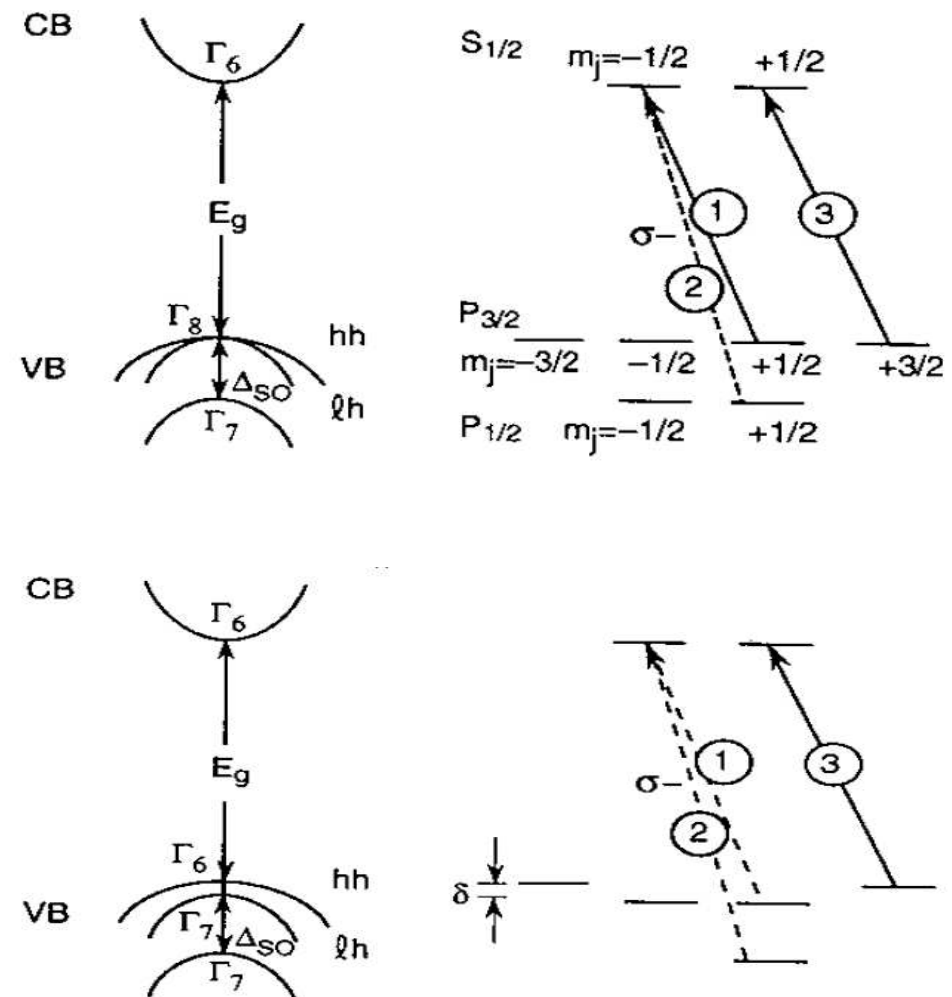 CB
Γ6
Eg
Γ8
hh
VB
ΔSO
ℓh
Γ7
S1/2 mj=−1/2 +1/2
1
3
σ−
2
P3/2
mj=−3/2 −1/2 +1/2 +3/2
P1/2 mj=−1/2 +1/2
CB
Γ6
Eg
Γ6
hh
VB
Γ7
ΔSO
ℓh
Γ7
1
3
σ−
2
δ